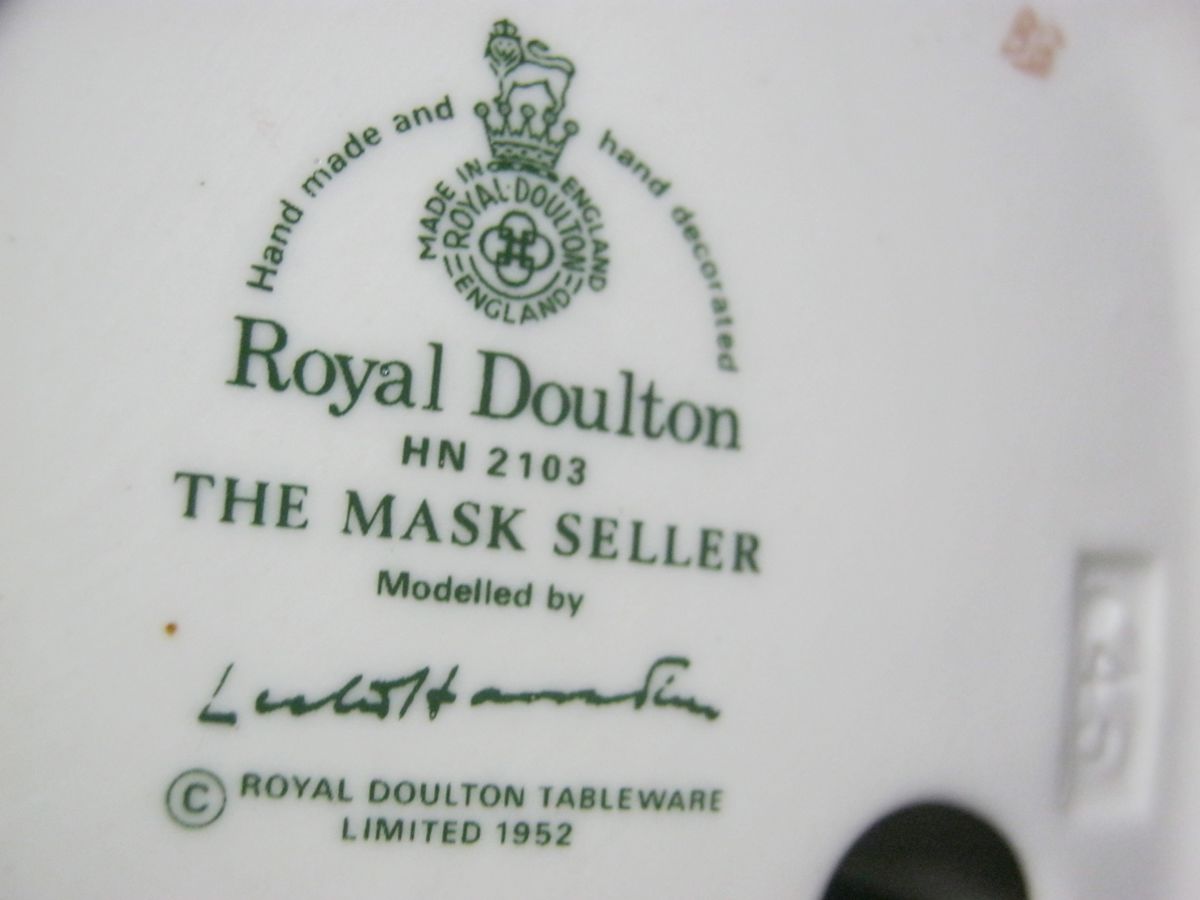 Hand made and hand decorated
MADE IN ENGLAND
ROYAL·DOULTON
ENGLAND
Royal Doulton
HN 2103
THE MASK SELLER
Modelled by
© ROYAL DOULTON TABLEWARE
LIMITED 1952